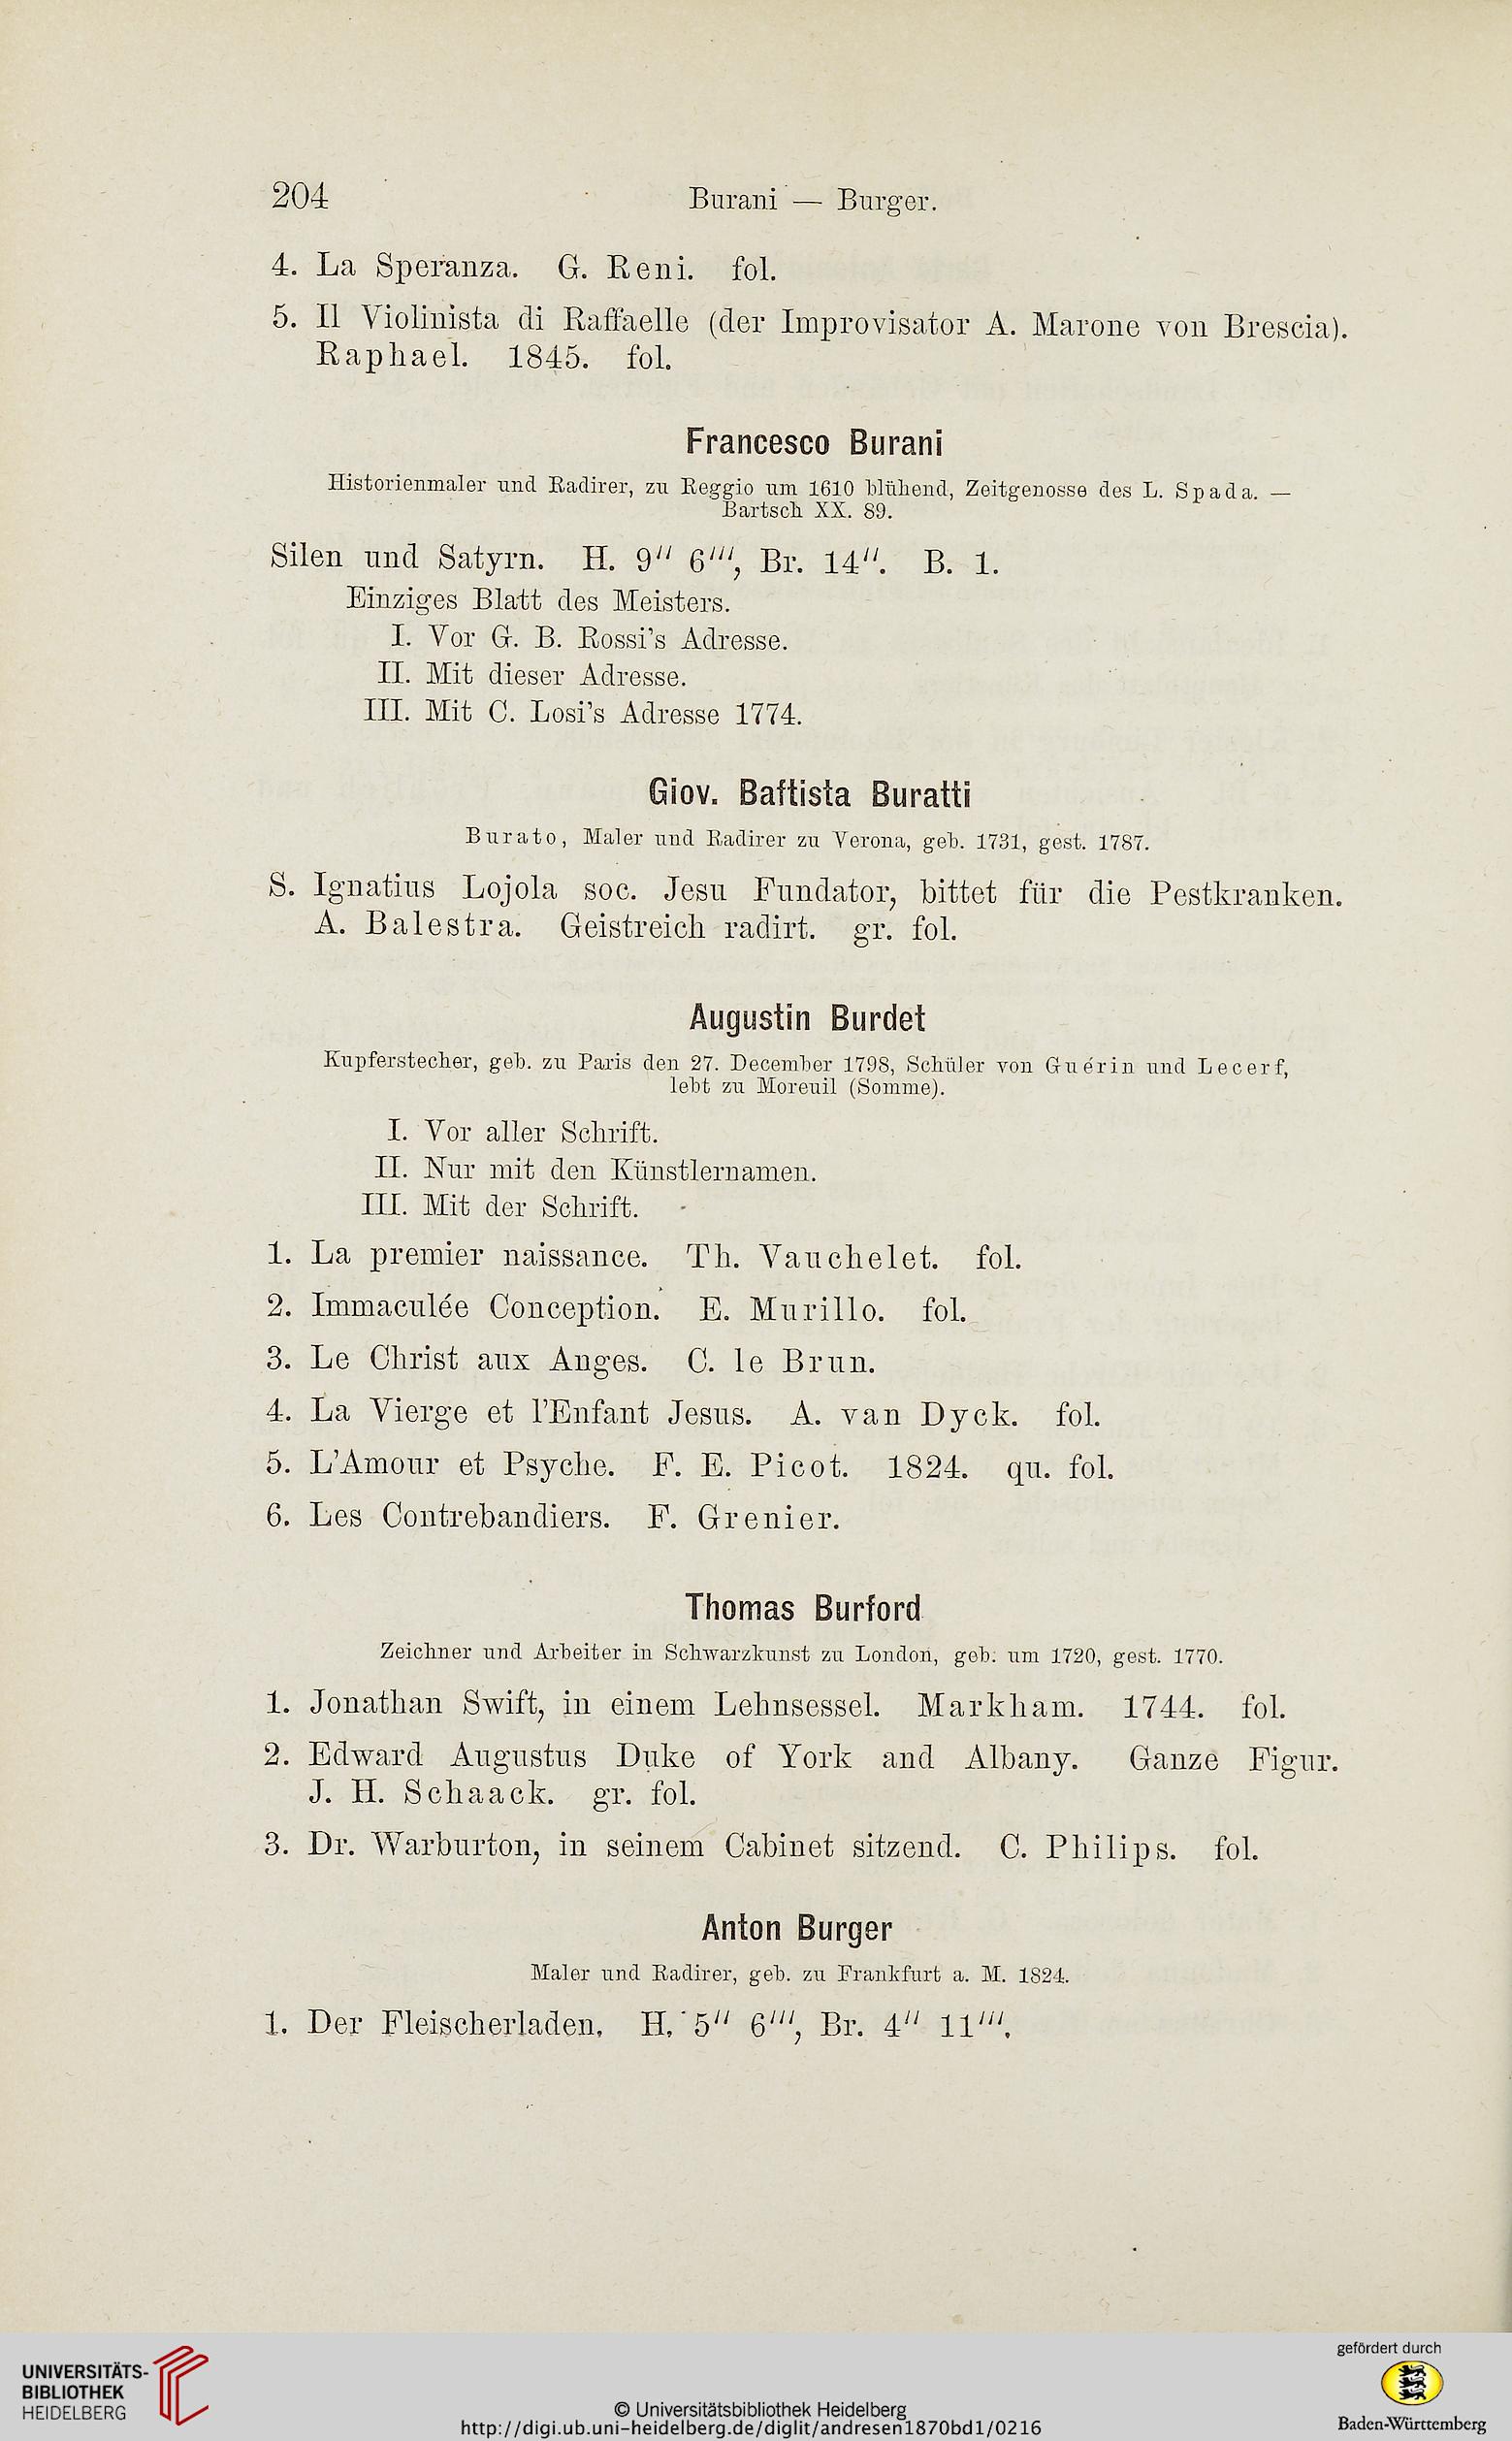 204
Burani — Burger.
4. La Speranza. G. Reni. fol.
5. Il Violinista di Raffaelle (der Improvisator A. Marone von Brescia).
Raphael. 1845. fol.
Francesco Burani
Historienmaler und Radirer, zu Reggio um 1610 blühend, Zeitgenosse des L. Spada. —
Bartsch XX. 89.
Silen und Satyrn. H. 9'' 6''', Br. 14''. B. 1.
Einziges Blatt des Meisters.
I. Vor G. B. Rossi's Adresse.
II. Mit dieser Adresse.
III. Mit C. Losi's Adresse 1774.
Giov. Battista Buratti
Burato, Maler und Radirer zu Verona, geb. 1731, gest. 1787.
S. Ignatius Lojola soc. Jesu Fundator, bittet für die Pestkranken.
A. Balestra. Geistreich radirt. gr. fol.
Augustin Burdet
Kupferstecher, geb. zu Paris den 27. December 1798, Schüler von Guérin und Lecerf,
lebt zu Moreuil (Somme).
I. Vor aller Schrift.
II. Nur mit den Künstlernamen.
III. Mit der Schrift.
1. La premier naissance. Th. Vauchelet. fol.
2. Immaculée Conception. E. Murillo. fol.
3. Le Christ aux Anges. C. le Brun.
4. La Vierge et l'Enfant Jesus. A. van Dyck. fol.
5. L'Amour et Psyche. F. E. Picot. 1824. qu. fol.
6. Les Contrebandiers. F. Grenier.
Thomas Burford
Zeichner und Arbeiter in Schwarzkunst zu London, geb. um 1720, gest. 1770.
1. Jonathan Swift, in einem Lehnsessel. Markham. 1744. fol.
2. Edward Augustus Duke of York and Albany. Ganze Figur.
J. H. Schaack. gr. fol.
3. Dr. Warburton, in seinem Cabinet sitzend. C. Philips. fol.
Anton Burger
Maler und Radirer, geb. zu Frankfurt a. M. 1824.
1. Der Fleischerladen. H. 5'' 6''', Br. 4'' 11'''.
UNIVERSITÄTS-
BIBLIOTHEK
HEIDELBERG
© Universitätsbibliothek Heidelberg
http://digi.ub.uni-heidelberg.de/diglit/andresen1870bd1/0216
gefördert durch
Baden-Württemberg